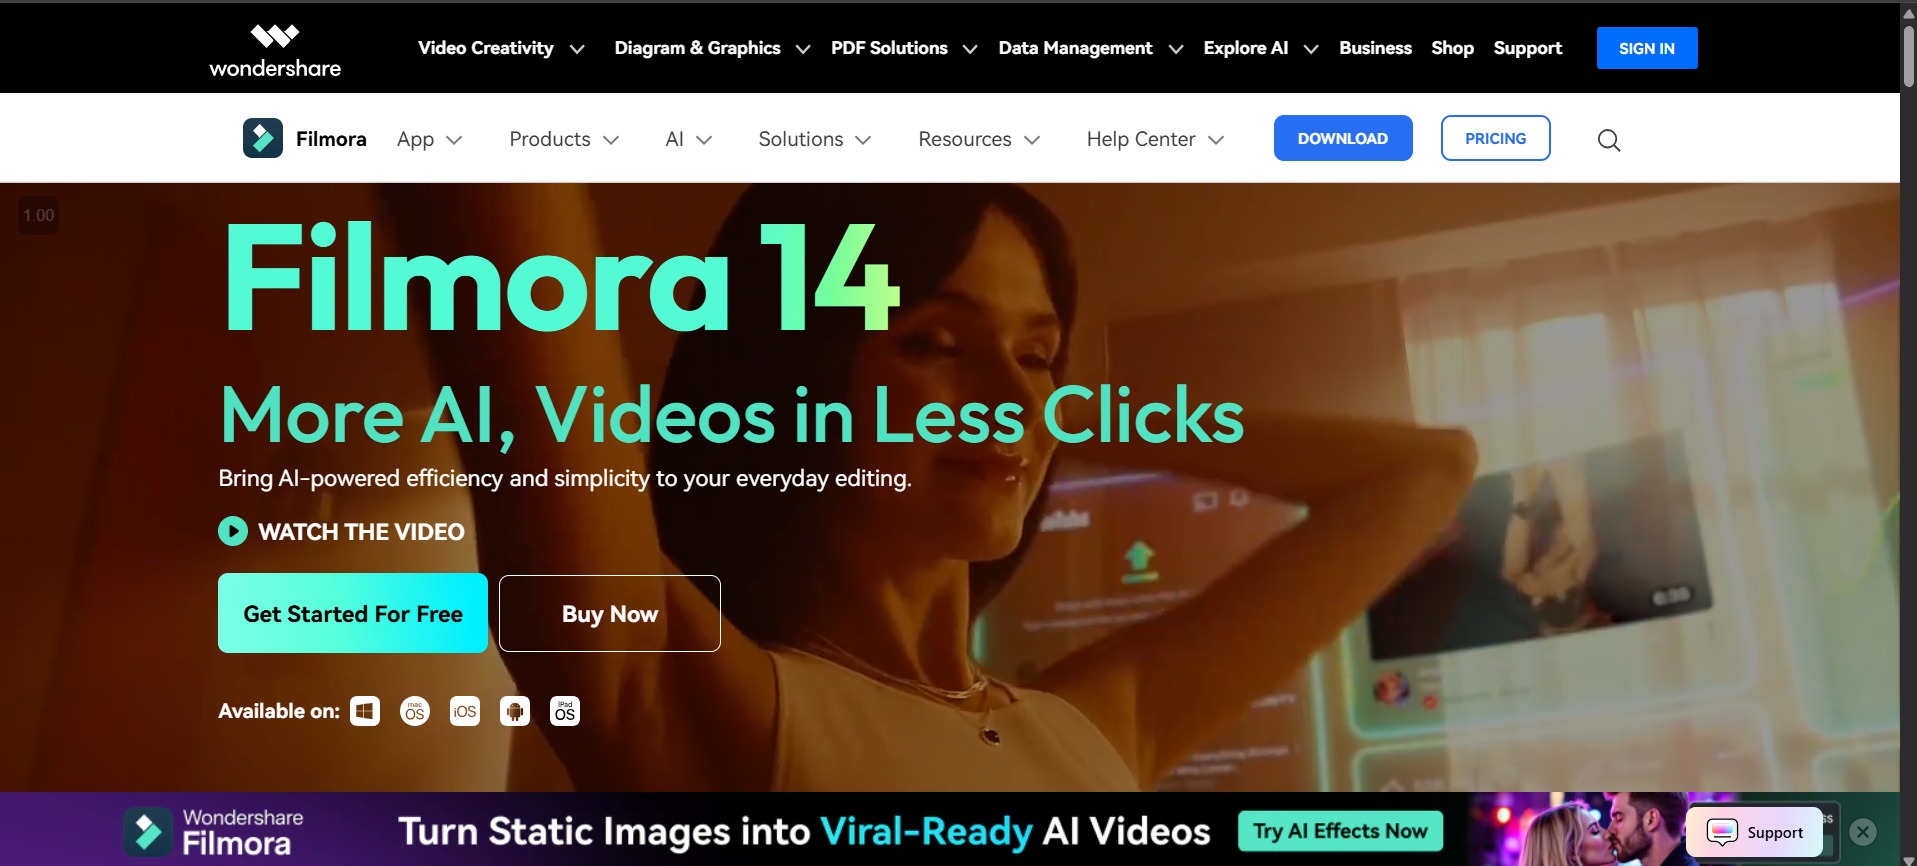 wondershare
Video Creativity Diagram & Graphics PDF Solutions Data Management Explore AI Business Shop Support SIGN IN
Filmora App Products AI Solutions Resources Help Center DOWNLOAD PRICING
1.00
Filmora 14
More AI, Videos in Less Clicks
Bring AI-powered efficiency and simplicity to your everyday editing.
WATCH THE VIDEO
Get Started For Free Buy Now
6:35
Available on: mac OS iOS iPad OS
Wondershare
Filmora
Turn Static Images into Viral-Ready AI Videos Try AI Effects Now
Support